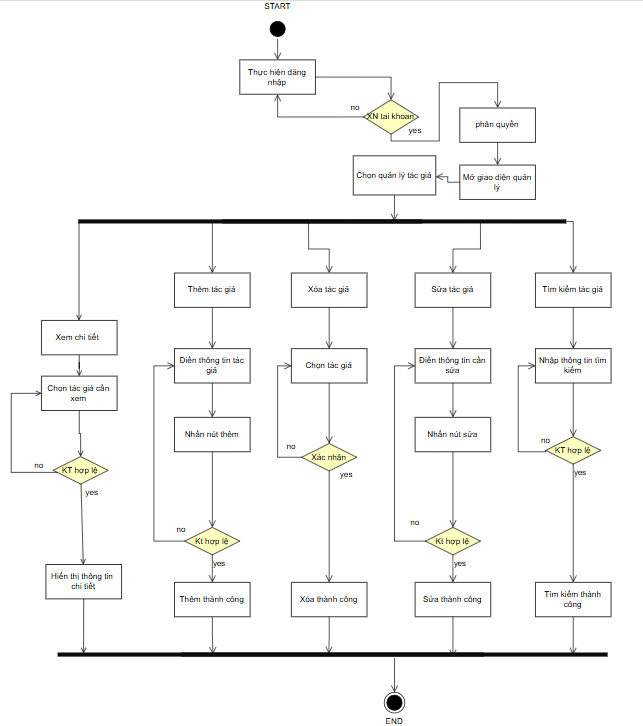 START
Thực hiện đăng
nhập
no
XN tai khoan
yes
phân quyền
Chọn quản lý tác giả
Mở giao diện quản
lý
Thêm tác giả
Xóa tác giả
Sửa tác giả
Tìm kiếm tác giả
Xem chi tiết
Điền thông tin tác
giả
Chọn tác giả
Điền thông tin cần
sửa
Nhập thông tin tìm
kiếm
Chọn tác giả cần
xem
Nhấn nút thêm
Nhấn nút sửa
no
KT hợp lệ
yes
no
Xác nhận
yes
no
KT hợp lệ
yes
no
Kt hợp lệ
yes
no
Kt hợp lệ
yes
Hiển thị thông tin
chi tiết
Thêm thành công
Xóa thành công
Sửa thành công
Tìm kiếm thành
công
END